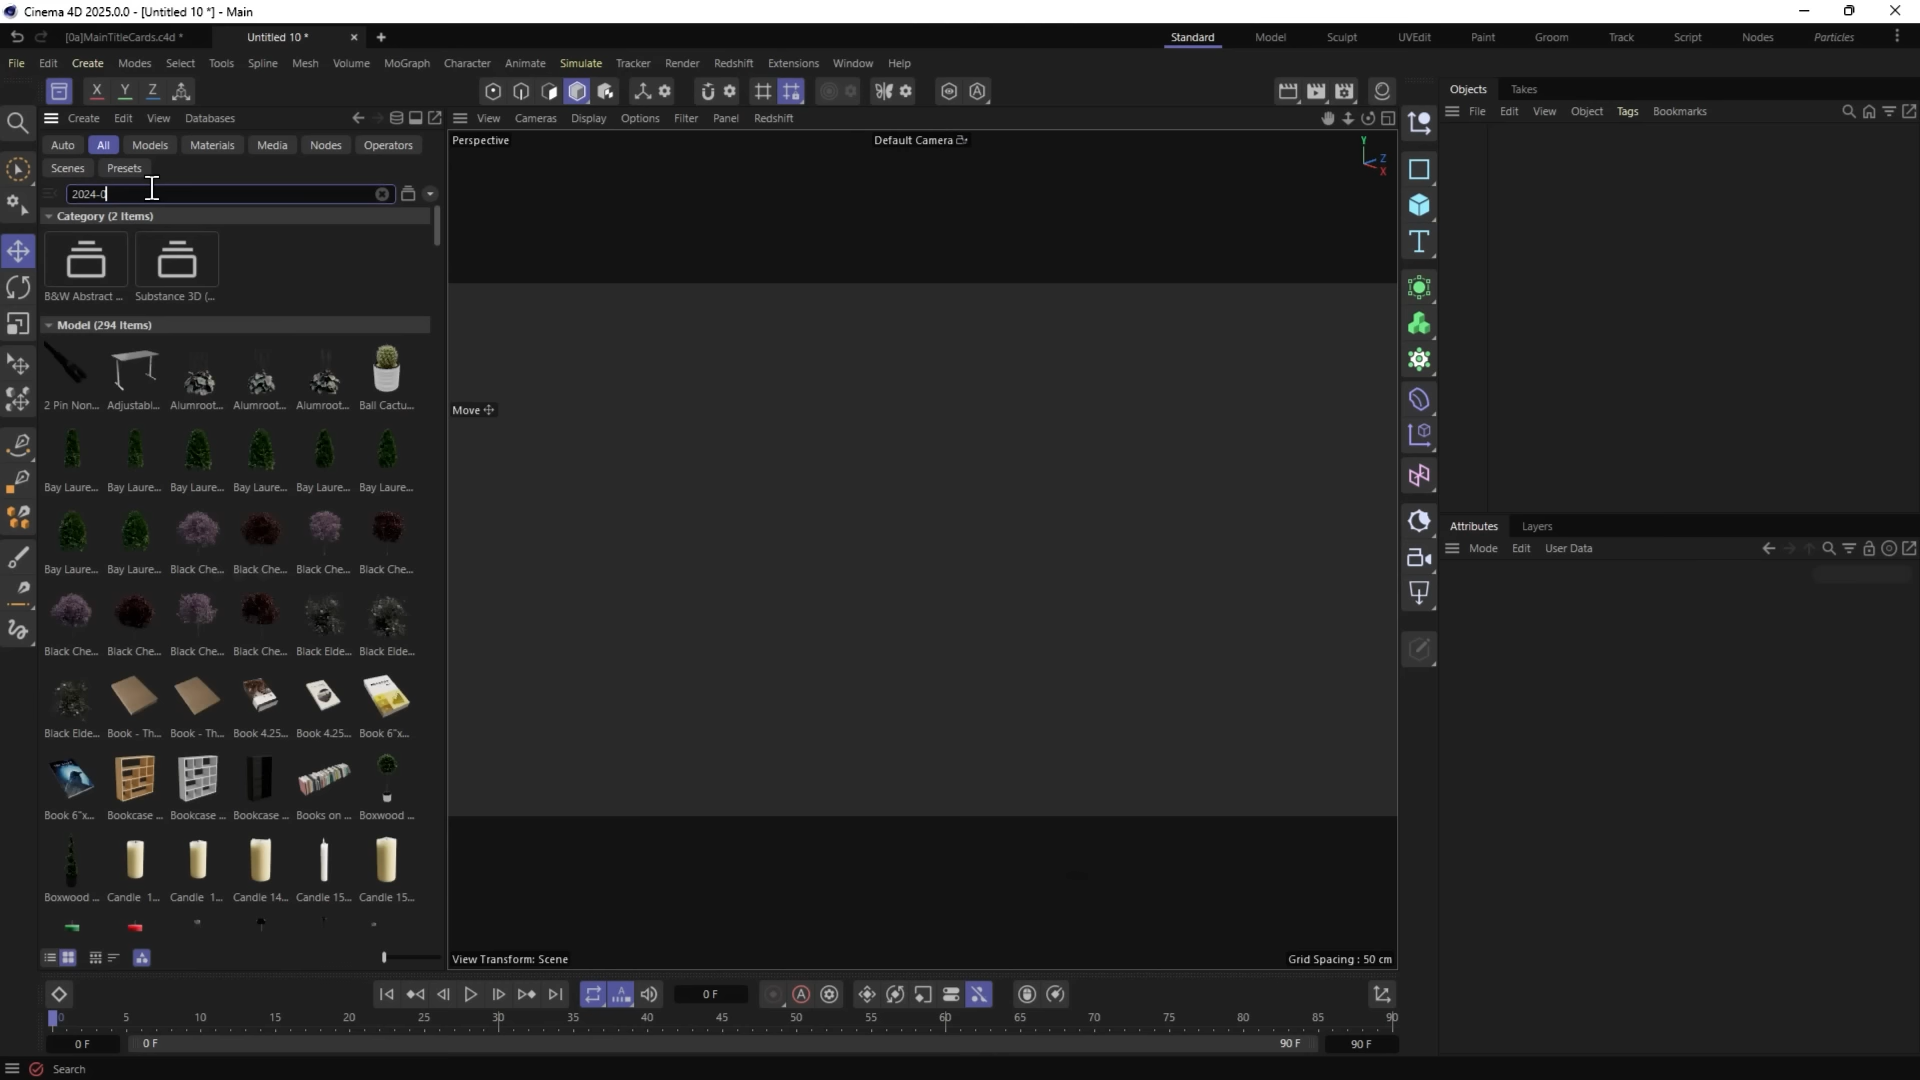 Cinema 4D 2025.0.0 - [Untitled 10 *] - Main
[0a]MainTitleCards.c4d *
Untitled 10 *
Standard Model Sculpt UVEdit Paint Groom Track Script Nodes Particles
File Edit Create Modes Select Tools Spline Mesh Volume MoGraph Character Animate Simulate Tracker Render Redshift Extensions Window Help
X Y Z
Objects Takes
File Edit View Object Tags Bookmarks
Create Edit View Databases
View Cameras Display Options Filter Panel Redshift
Auto All Models Materials Media Nodes Operators
Scenes Presets
2024-0
Perspective
Default Camera
Y
Z
X
Category (2 Items)
B&W Abstract ... Substance 3D (...
Model (294 Items)
2 Pin Non... Adjustabl... Alumroot... Alumroot... Alumroot... Ball Cactu...
Move
Bay Laure... Bay Laure... Bay Laure... Bay Laure... Bay Laure... Bay Laure...
Bay Laure... Bay Laure... Black Che... Black Che... Black Che... Black Che...
Black Che... Black Che... Black Che... Black Che... Black Elde... Black Elde...
Black Elde... Book - Th... Book - Th... Book 4.25... Book 4.25... Book 6"x...
Book 6"x... Bookcase ... Bookcase ... Bookcase ... Books on ... Boxwood ...
Boxwood ... Candle 1... Candle 1... Candle 14... Candle 15... Candle 15...
Attributes Layers
Mode Edit User Data
View Transform: Scene
Grid Spacing : 50 cm
0 F
0 5 10 15 20 25 30 35 40 45 50 55 60 65 70 75 80 85 90
0 F 0 F 90 F 90 F
Search